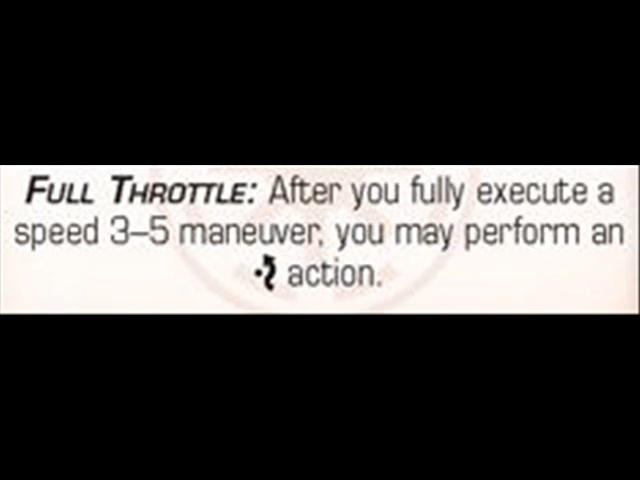 FULL THROTTLE: After you fully execute a
speed 3–5 maneuver, you may perform an
action.